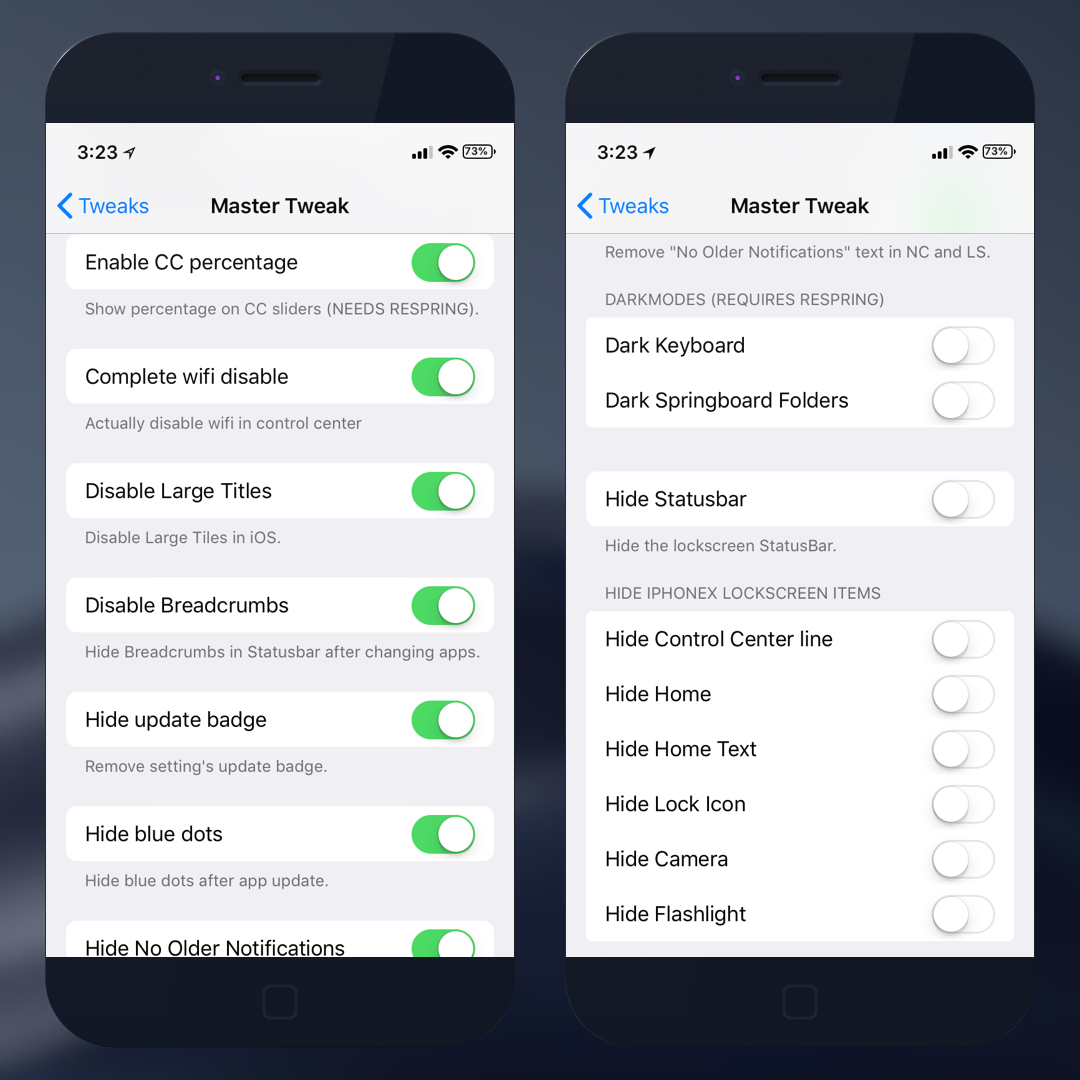 3:23
73%
Tweaks
Master Tweak
Enable CC percentage
Show percentage on CC sliders (NEEDS RESPRING).
Complete wifi disable
Actually disable wifi in control center
Disable Large Titles
Disable Large Tiles in iOS.
Disable Breadcrumbs
Hide Breadcrumbs in Statusbar after changing apps.
Hide update badge
Remove setting's update badge.
Hide blue dots
Hide blue dots after app update.
Hide No Older Notifications
3:23
73%
Tweaks
Master Tweak
Remove "No Older Notifications" text in NC and LS.
DARKMODES (REQUIRES RESPRING)
Dark Keyboard
Dark Springboard Folders
Hide Statusbar
Hide the lockscreen StatusBar.
HIDE IPHONEX LOCKSCREEN ITEMS
Hide Control Center line
Hide Home
Hide Home Text
Hide Lock Icon
Hide Camera
Hide Flashlight